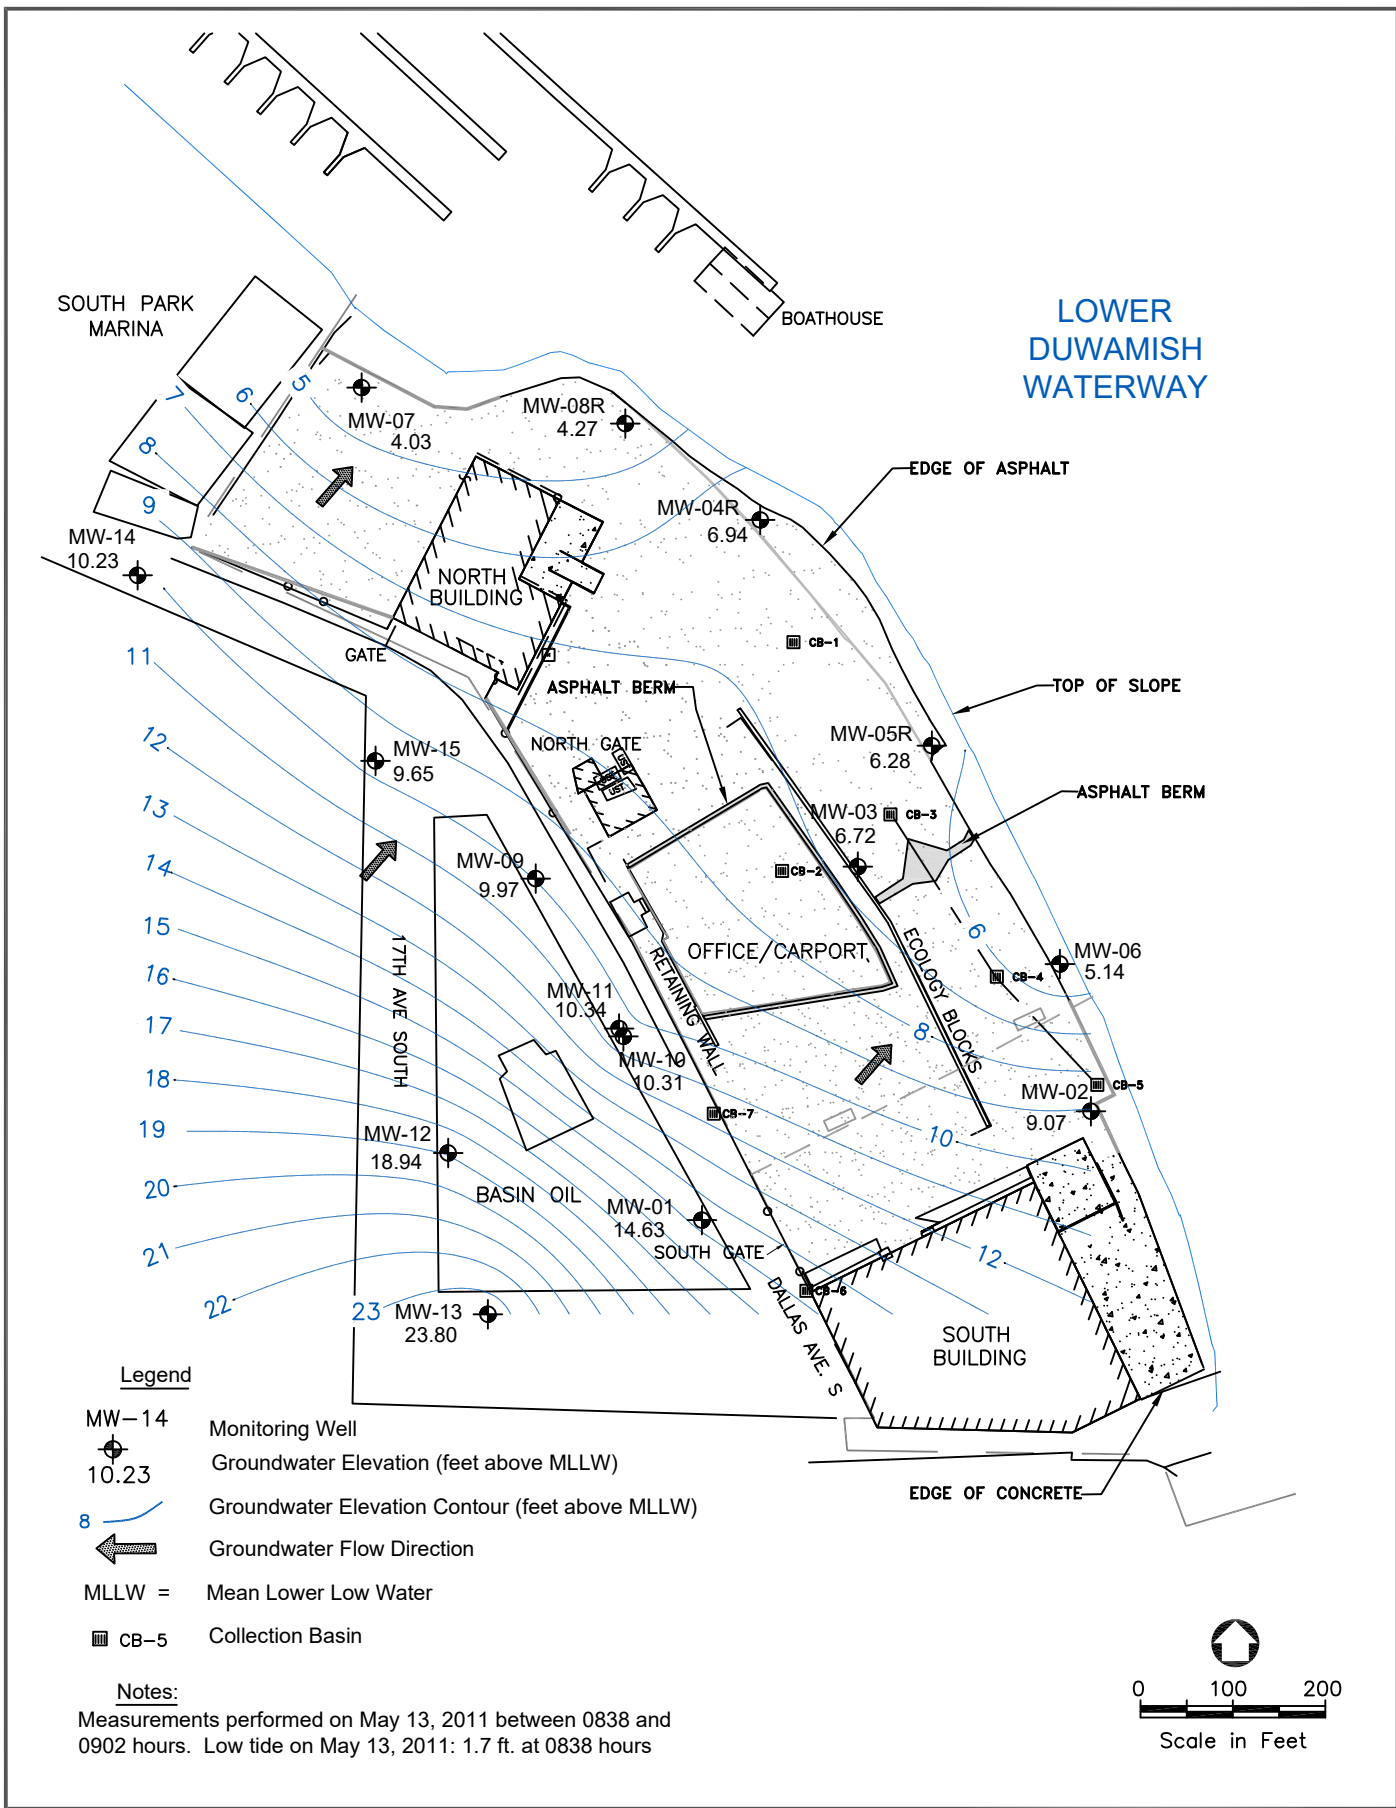 SOUTH PARK
MARINA
BOATHOUSE
LOWER
DUWAMISH
WATERWAY
7
6
5
MW-07
4.03
MW-08R
4.27
8
9
EDGE OF ASPHALT
MW-04R
6.94
MW-14
10.23
NORTH
BUILDING
GATE
CB-1
11
ASPHALT BERM
TOP OF SLOPE
12
MW-15
9.65
NORTH GATE
UST
UST
MW-05R
6.28
13
MW-03
6.72
CB-3
ASPHALT BERM
14
MW-09
9.97
CB-2
15
17TH AVE SOUTH
RETAINING WALL
OFFICE/CARPORT
ECOLOGY BLOCKS
6
MW-06
5.14
16
MW-11
10.34
CB-4
17
MW-10
10.31
8
18
CB-7
MW-02
9.07
CB-5
19
MW-12
18.94
10
20
BASIN OIL
MW-01
14.63
21
SOUTH GATE
12
22
23
MW-13
23.80
DALLAS AVE. S
CB-6
SOUTH
BUILDING
EDGE OF CONCRETE
Legend
MW-14
10.23
Monitoring Well
Groundwater Elevation (feet above MLLW)
8
Groundwater Elevation Contour (feet above MLLW)
Groundwater Flow Direction
MLLW = Mean Lower Low Water
CB-5 Collection Basin
Notes:
Measurements performed on May 13, 2011 between 0838 and
0902 hours. Low tide on May 13, 2011: 1.7 ft. at 0838 hours
0 100 200
Scale in Feet